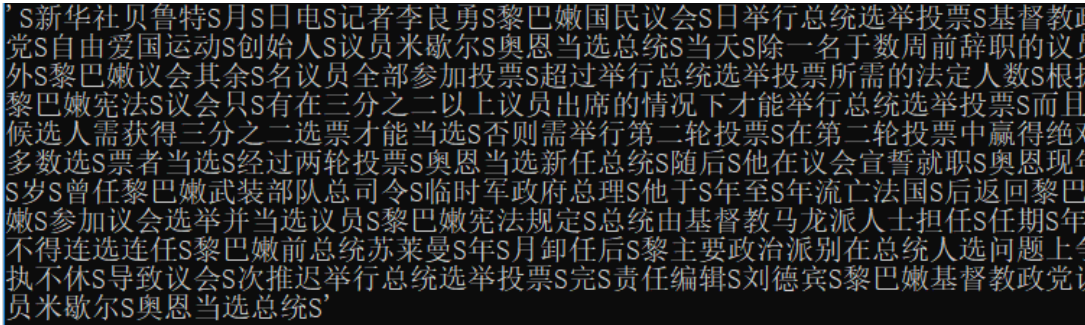 ' S新华社贝鲁特S月S日电S记者李良勇S黎巴嫩国民议会S日举行总统选举投票S基督教
党S自由爱国运动S创始人S议员米歇尔S奥恩当选总统S当天S除一名于数周前辞职的议
外S黎巴嫩议会其余S名议员全部参加投票S超过举行总统选举投票所需的法定人数S根
黎巴嫩宪法S议会只S有在三分之二以上议员出席的情况下才能举行总统选举投票S而且
候选人需获得三分之二选票才能当选S否则需举行第二轮投票S在第二轮投票中赢得绝
多数选S票者当选S经过两轮投票S奥恩当选新任总统S随后S他在议会宣誓就职S奥恩现
S岁S曾任黎巴嫩武装部队总司令S临时军政府总理S他于S年至S年流亡法国S后返回黎巴
嫩S参加议会选举并当选议员S黎巴嫩宪法规定S总统由基督教马龙派人士担任S任期S年
不得连选连任S黎巴嫩前总统苏莱曼S年S月卸任后S黎主要政治派别在总统人选问题上
执不休S导致议会S次推迟举行总统选举投票S完S责任编辑S刘德宾S黎巴嫩基督教政党
员米歇尔S奥恩当选总统S'